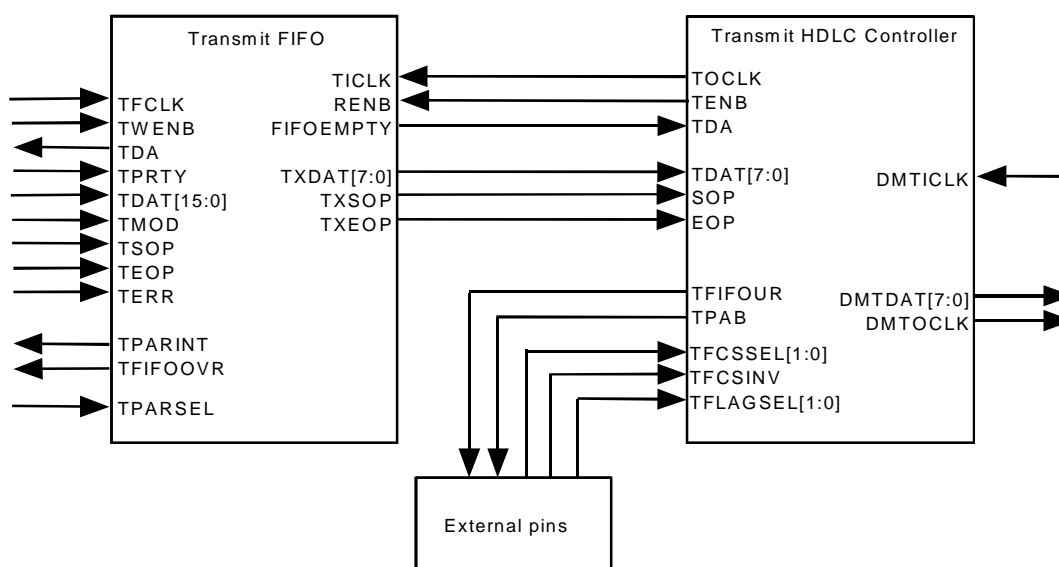 Transmit FIFO
TICLK
RENB
FIFOEMPTY
TXDAT[7:0]
TXSOP
TXEOP
TFCLK
TWENB
TDA
TPRTY
TDAT[15:0]
TMOD
TSOP
TEOP
TERR
TPARINT
TFIFOOVR
TPARSEL
Transmit HDLC Controller
TOCLK
TENB
TDA
TDAT[7:0]
SOP
EOP
TFIFOUR
TPAB
TFCSSEL[1:0]
TFCSINV
TFLAGSEL[1:0]
DMTICLK
DMTDAT[7:0]
DMTOCLK
External pins